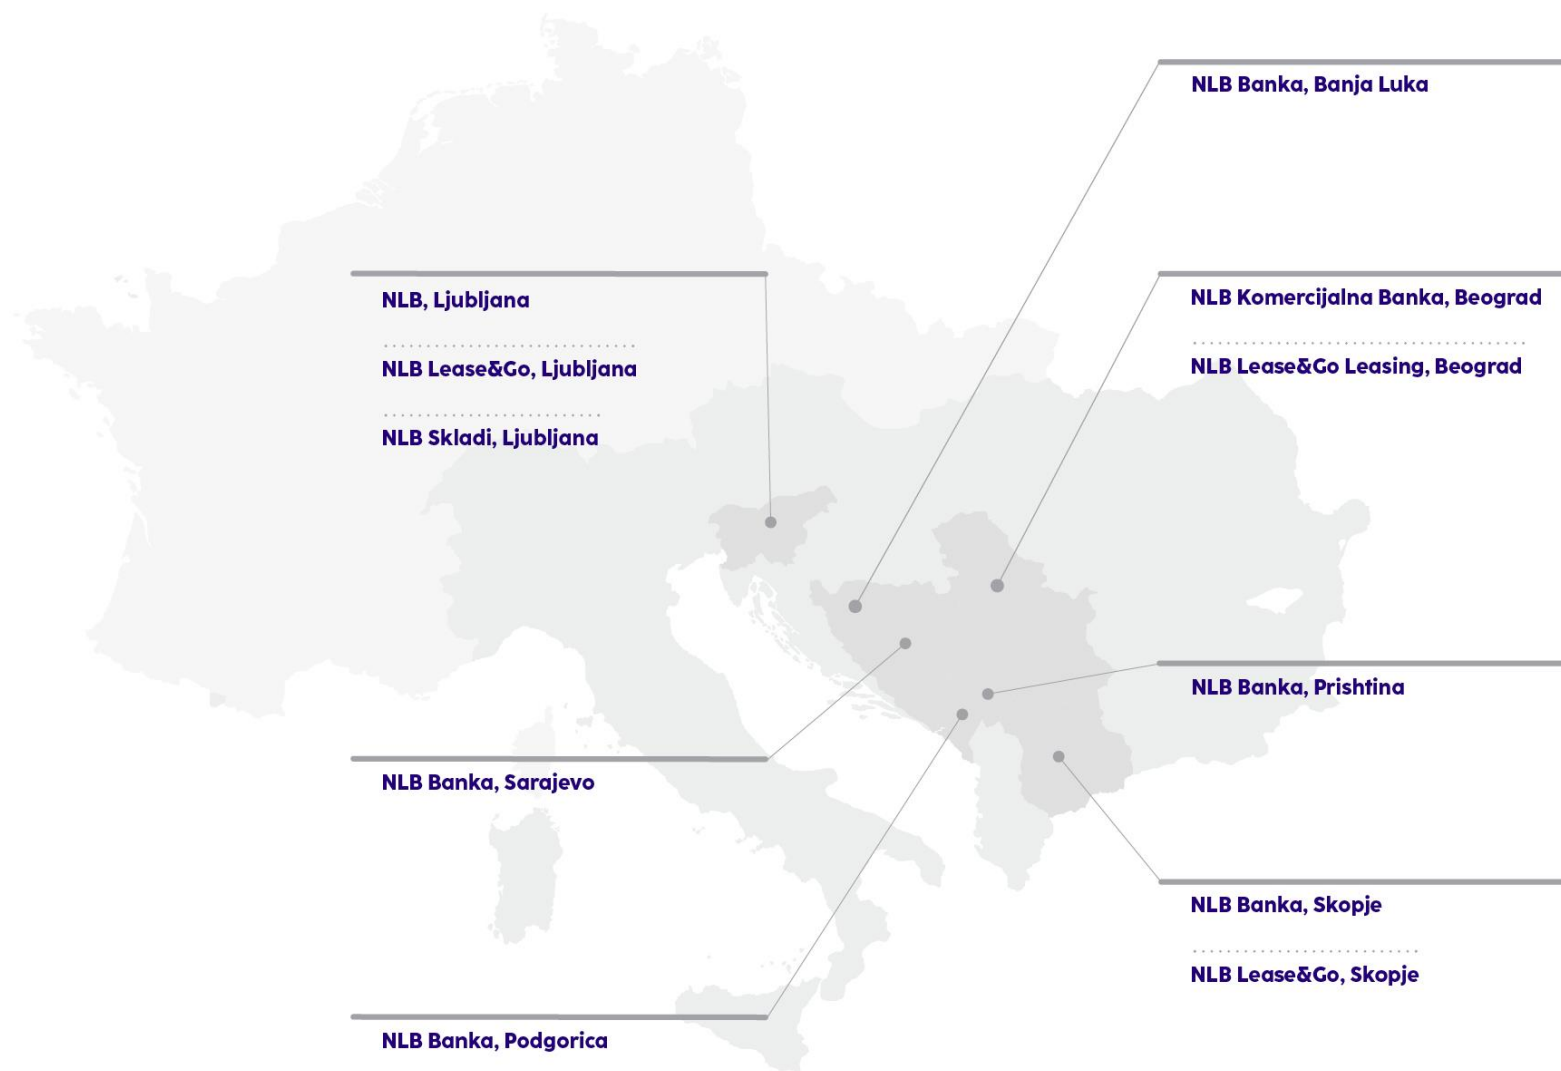 NLB Banka, Banja Luka
NLB, Ljubljana
NLB Lease&Go, Ljubljana
NLB Skladi, Ljubljana
NLB Komercijalna Banka, Beograd
NLB Lease&Go Leasing, Beograd
NLB Banka, Prishtina
NLB Banka, Sarajevo
NLB Banka, Skopje
NLB Lease&Go, Skopje
NLB Banka, Podgorica